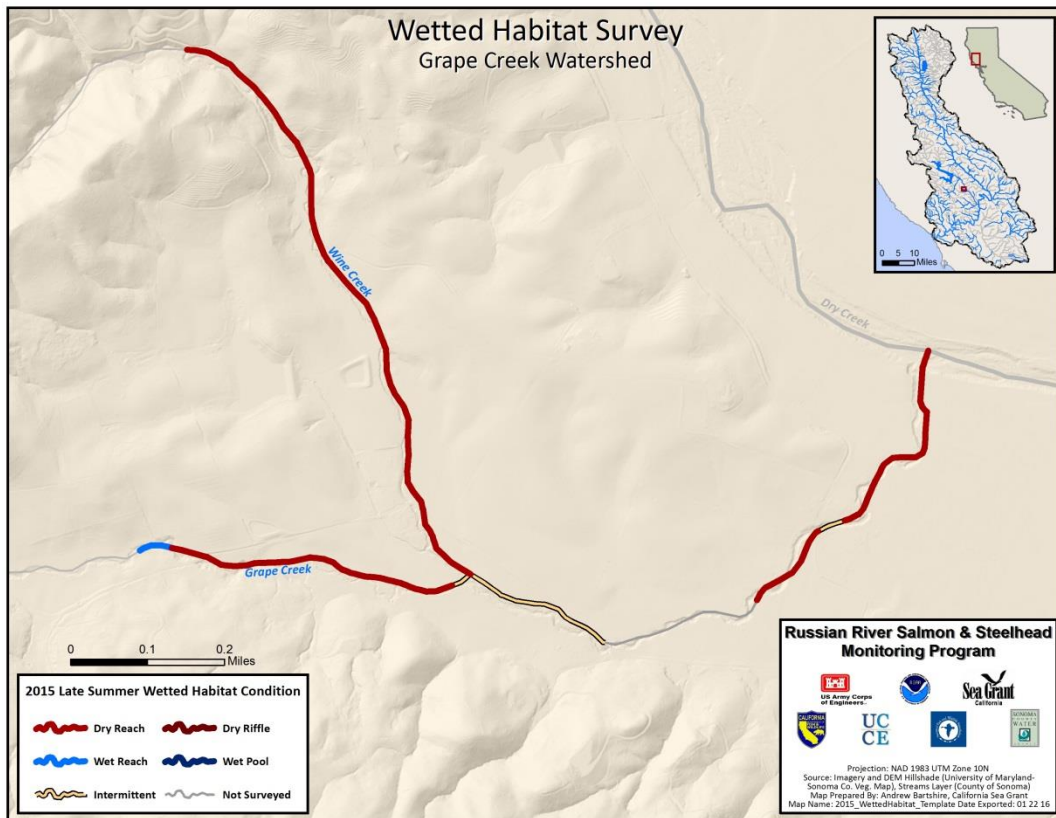 Wetted Habitat Survey
Grape Creek Watershed
0 5 10
Miles
Wine Creek
Dry Creek
Grape Creek
0 0.1 0.2
Miles
2015 Late Summer Wetted Habitat Condition
Dry Reach
Dry Riffle
Wet Reach
Wet Pool
Intermittent
Not Surveyed
Russian River Salmon & Steelhead
Monitoring Program
US Army Corps
of Engineers
Sea Grant
California
CALIFORNIA
UC
CE
SONOMA
COUNTY
WATER
Projection: NAD 1983 UTM Zone 10N
Source: Imagery and DEM Hillshade (University of Maryland-
Sonoma Co. Veg. Map), Streams Layer (County of Sonoma)
Map Prepared By: Andrew Bartshire, California Sea Grant
Map Name: 2015_WettedHabitat_Template Date Exported: 01 22 16